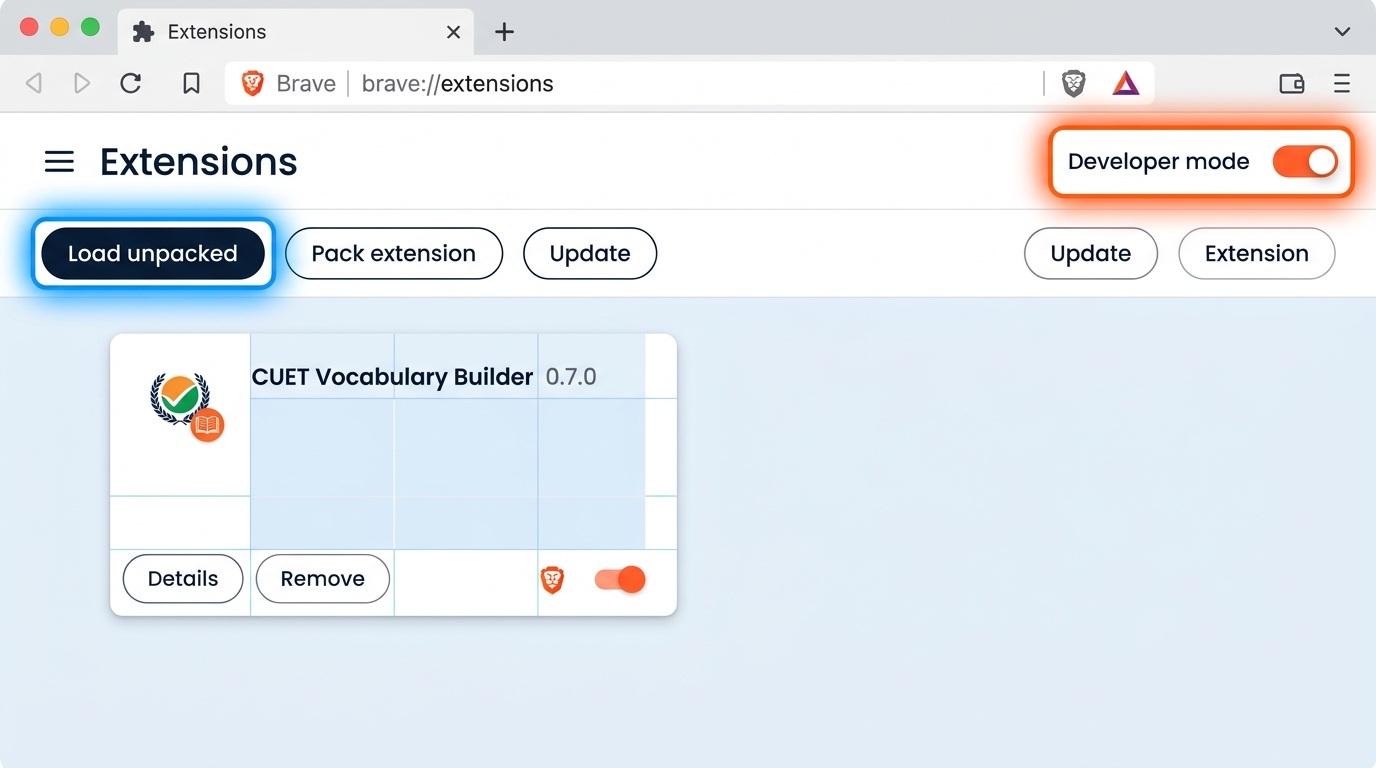 Extensions
Brave | brave://extensions
Extensions
Developer mode
Load unpacked
Pack extension
Update
Update
Extension
CUET Vocabulary Builder 0.7.0
Details
Remove